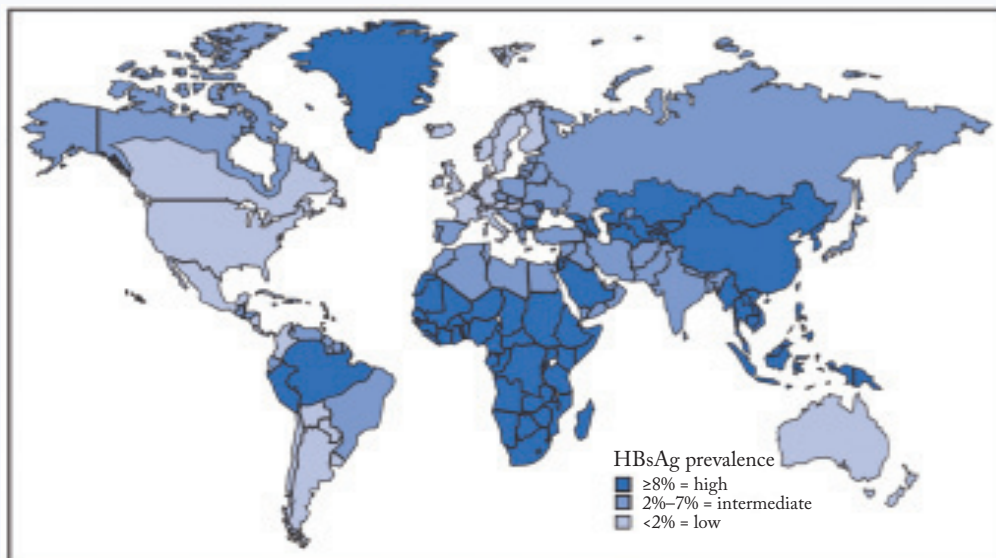 HBsAg prevalence
≥8% = high
2%–7% = intermediate
<2% = low